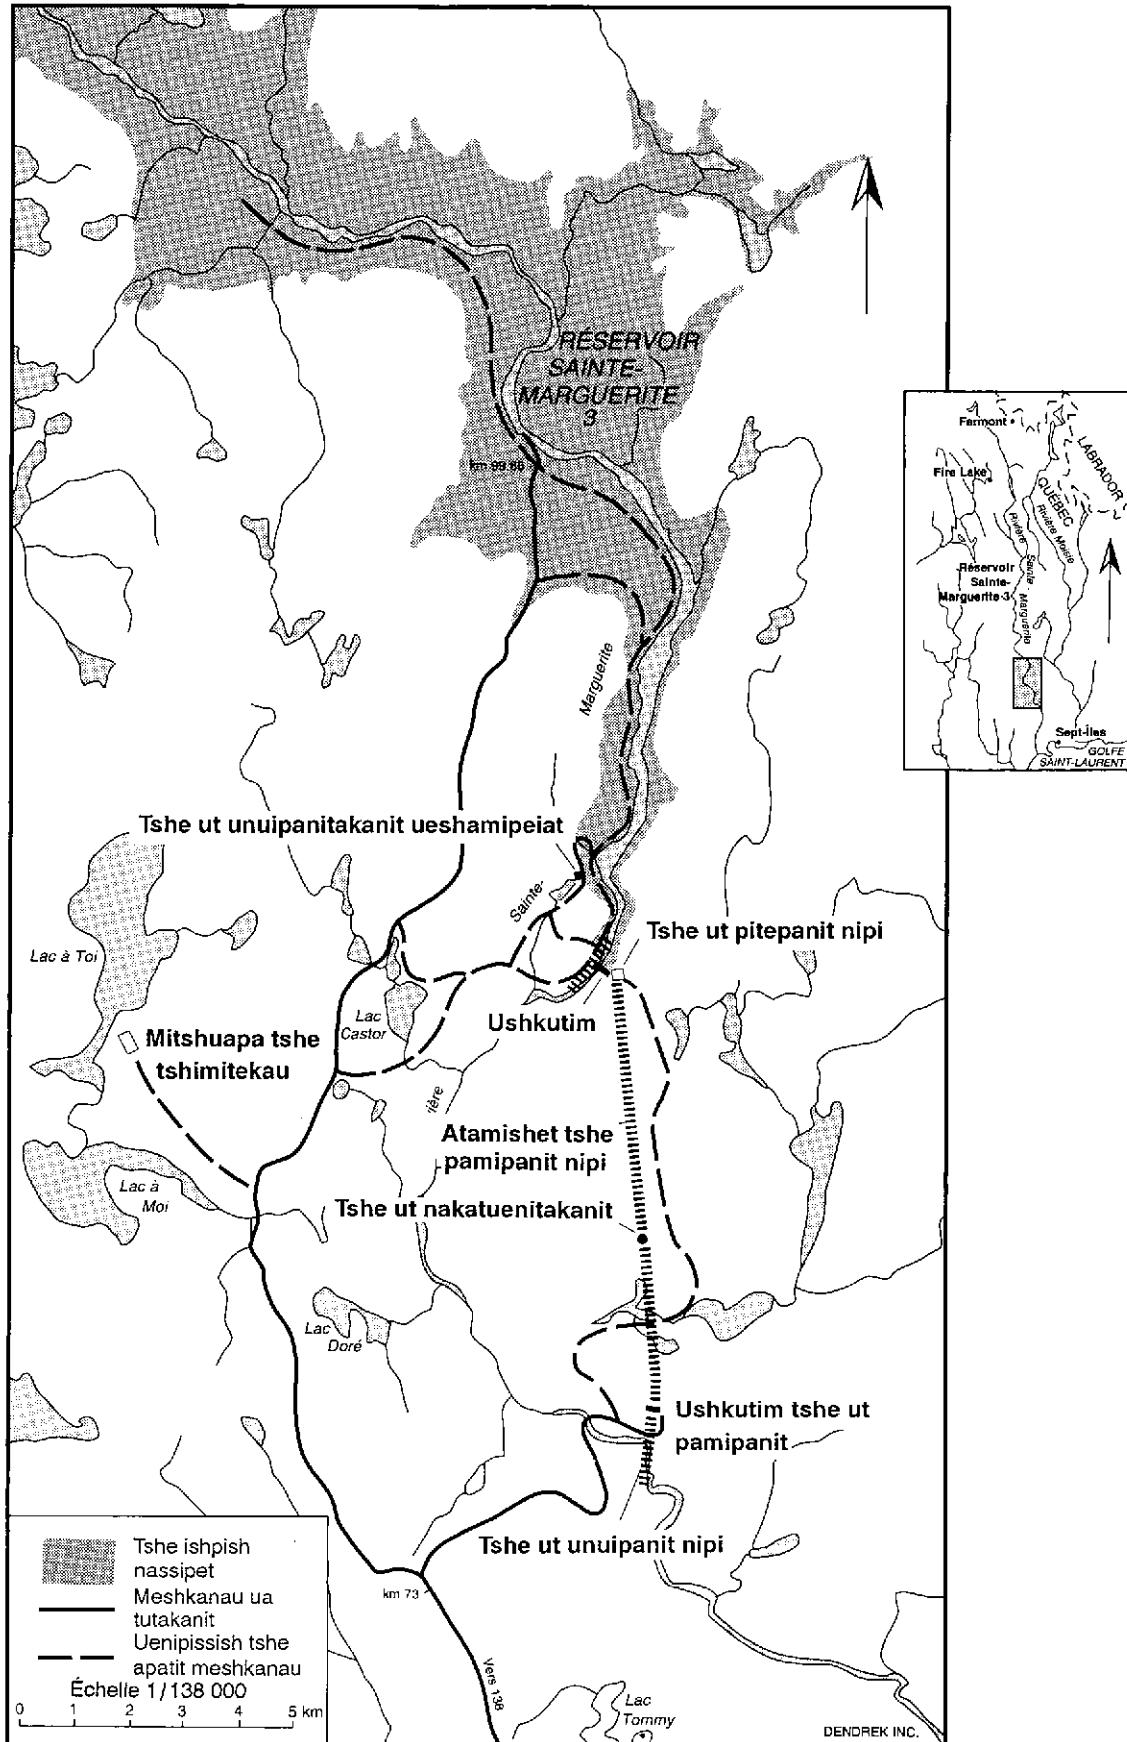 RÉSERVOIR
SAINTE-
MARGUERITE
3
Marguerite
Tshe ut unuipanitakanit ueshamipeiat
Sainte-
Tshe ut pitepanit nipi
Lac à Toi
Lac
Castor
Ushkutim
Mitshuapa tshe
tshimitekau
ière
Atamishet tshe
pamipanit nipi
Lac à
Moi
Tshe ut nakatuenitakanit
Lac
Doré
Ushkutim tshe ut
pamipanit
Tshe ut unuipanit nipi
km 73
Vers 138
Lac
Tommy
DENDREK INC.
Tshe ishpish
nassipet
Meshkanau ua
tutakanit
Uenipissish tshe
apatit meshkanau
Échelle 1/138 000
0 1 2 3 4 5 km
Fermont
LABRADOR
Fire Lake
QUÉBEC
Rivière Moisie
Rivière Sainte Marguerite
Réservoir
Sainte-
Marguerite-3
Sept-Îles
GOLFE
SAINT-LAURENT